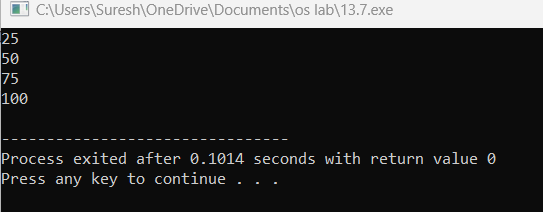 C:\Users\Suresh\OneDrive\Documents\os lab\13.7.exe
25
50
75
100
--------------------------------
Process exited after 0.1014 seconds with return value 0
Press any key to continue . . .